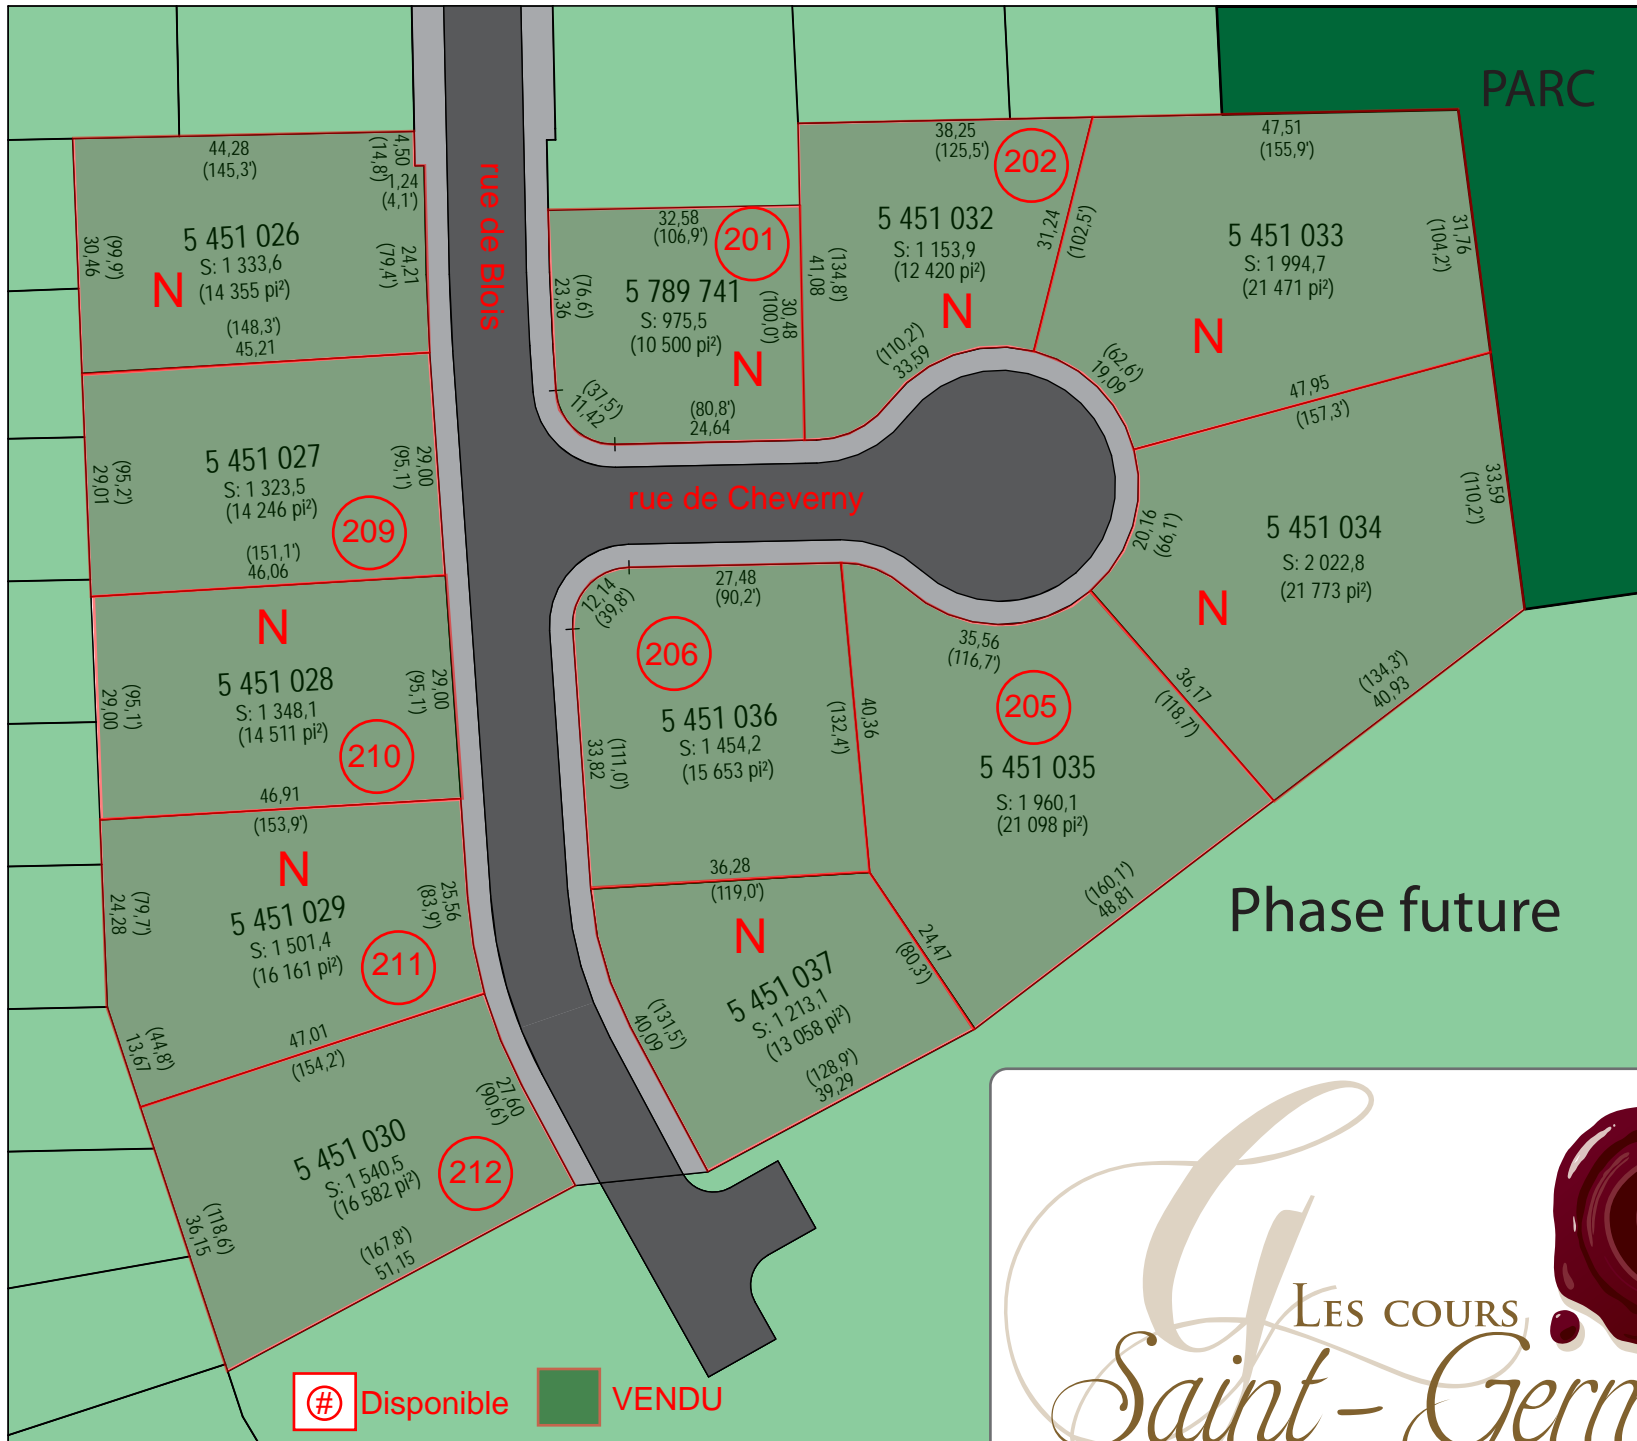 PARC
rue de Blois
rue de Cheverny
44,28
(145,3')
4,50
(14,8')
1,24
(4,1')
24,21
(79,4')
(99,9')
30,46
5 451 026
S: 1 333,6
(14 355 pi²)
N
(148,3')
45,21
32,58
(106,9')
201
(76,6')
23,36
5 789 741
S: 975,5
(10 500 pi²)
30,48
(100,0')
N
(37,5')
11,42
(80,8')
24,64
38,25
(125,5')
202
5 451 032
S: 1 153,9
(12 420 pi²)
N
(134,8')
41,08
31,24
(102,5')
(110,2')
33,59
47,51
(155,9')
31,76
(104,2')
5 451 033
S: 1 994,7
(21 471 pi²)
N
(62,6')
19,09
47,95
(157,3')
5 451 027
S: 1 323,5
(14 246 pi²)
209
(95,2')
29,01
29,00
(95,1')
(151,1')
46,06
33,59
(110,2')
5 451 034
S: 2 022,8
(21 773 pi²)
N
20,16
(66,1')
(134,3')
40,93
36,17
(118,7')
N
5 451 028
S: 1 348,1
(14 511 pi²)
210
(95,1')
29,00
29,00
(95,1')
46,91
(153,9')
12,14
(39,8')
27,48
(90,2')
206
5 451 036
S: 1 454,2
(15 653 pi²)
(111,0')
33,82
40,36
(132,4')
36,28
(119,0')
35,56
(116,7')
205
5 451 035
S: 1 960,1
(21 098 pi²)
(160,1')
48,81
24,47
(80,3')
N
5 451 029
S: 1 501,4
(16 161 pi²)
211
(79,7')
24,28
25,56
(83,9')
(44,8')
13,67
47,01
(154,2')
N
5 451 037
S: 1 213,1
(13 058 pi²)
(131,5')
40,09
(128,9')
39,29
Phase future
5 451 030
S: 1 540,5
(16 582 pi²)
212
27,60
(90,6')
(118,6')
36,15
(167,8')
51,15
# Disponible
VENDU
G
LES COURS
Saint-Germ